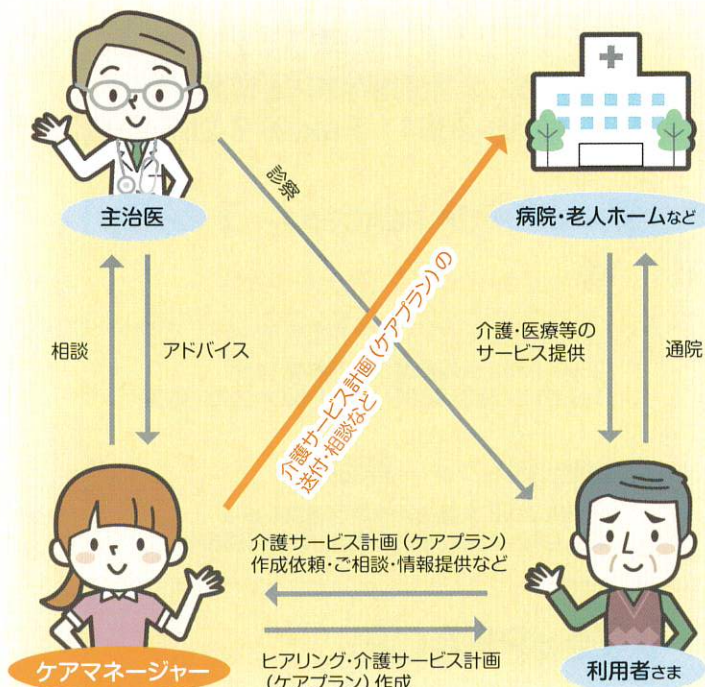 主治医
病院・老人ホームなど
診察
相談
アドバイス
介護サービス計画(ケアプラン)の
送付・相談など
介護・医療等の
サービス提供
通院
介護サービス計画(ケアプラン)
作成依頼・ご相談・情報提供など
ケアマネージャー
ヒアリング・介護サービス計画
(ケアプラン)作成
利用者さま